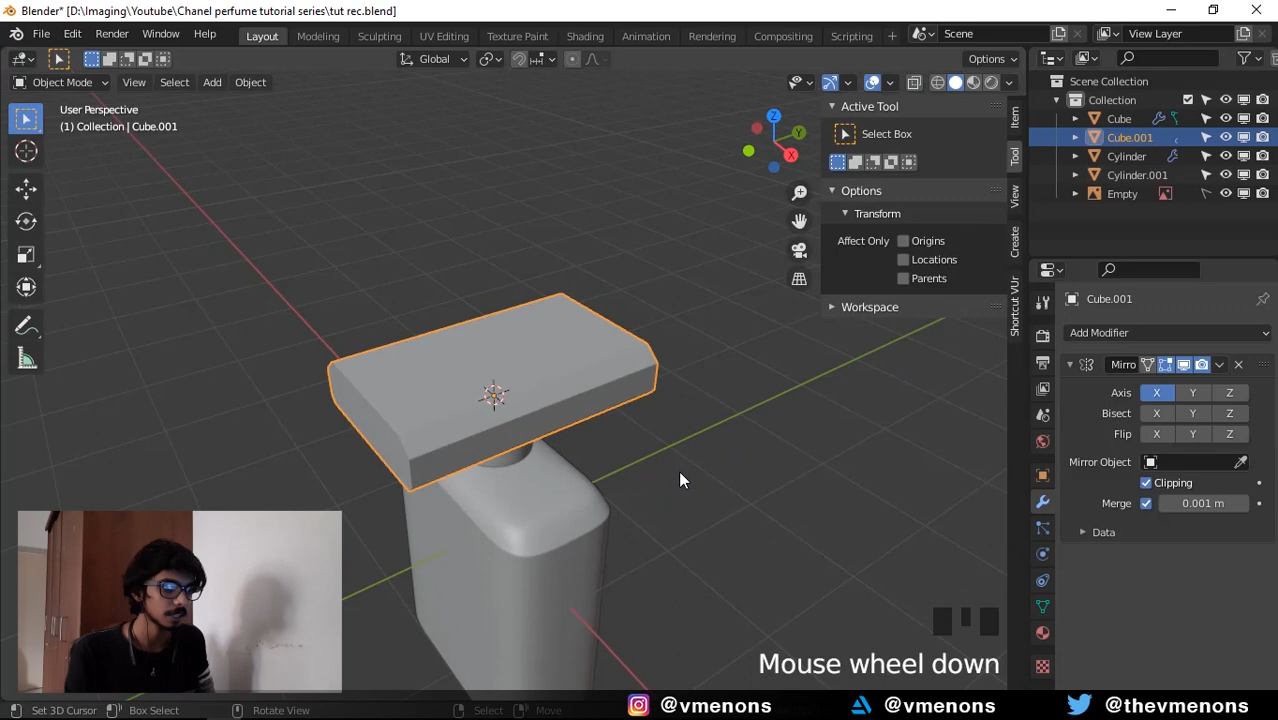 Blender* [D:\Imaging\Youtube\Chanel perfume tutorial series\tut rec.blend]
File Edit Render Window Help Layout Modeling Sculpting UV Editing Texture Paint Shading Animation Rendering Compositing Scripting Scene View Layer
Global Options
Object Mode View Select Add Object
User Perspective
(1) Collection | Cube.001
Z
Y
X
Active Tool
Select Box
Options
Transform
Affect Only Origins
Locations
Parents
Workspace
Item
Tool
View
Create
Shortcut VUr
Scene Collection
Collection
Cube
Cube.001
Cylinder
Cylinder.001
Empty
Cube.001
Add Modifier
Mirro
Axis X Y Z
Bisect X Y Z
Flip X Y Z
Mirror Object
Clipping
Merge 0.001 m
Data
Mouse wheel down
@vmenons @vmenons @thevmenons
Set 3D Cursor Box Select Rotate View Select Move